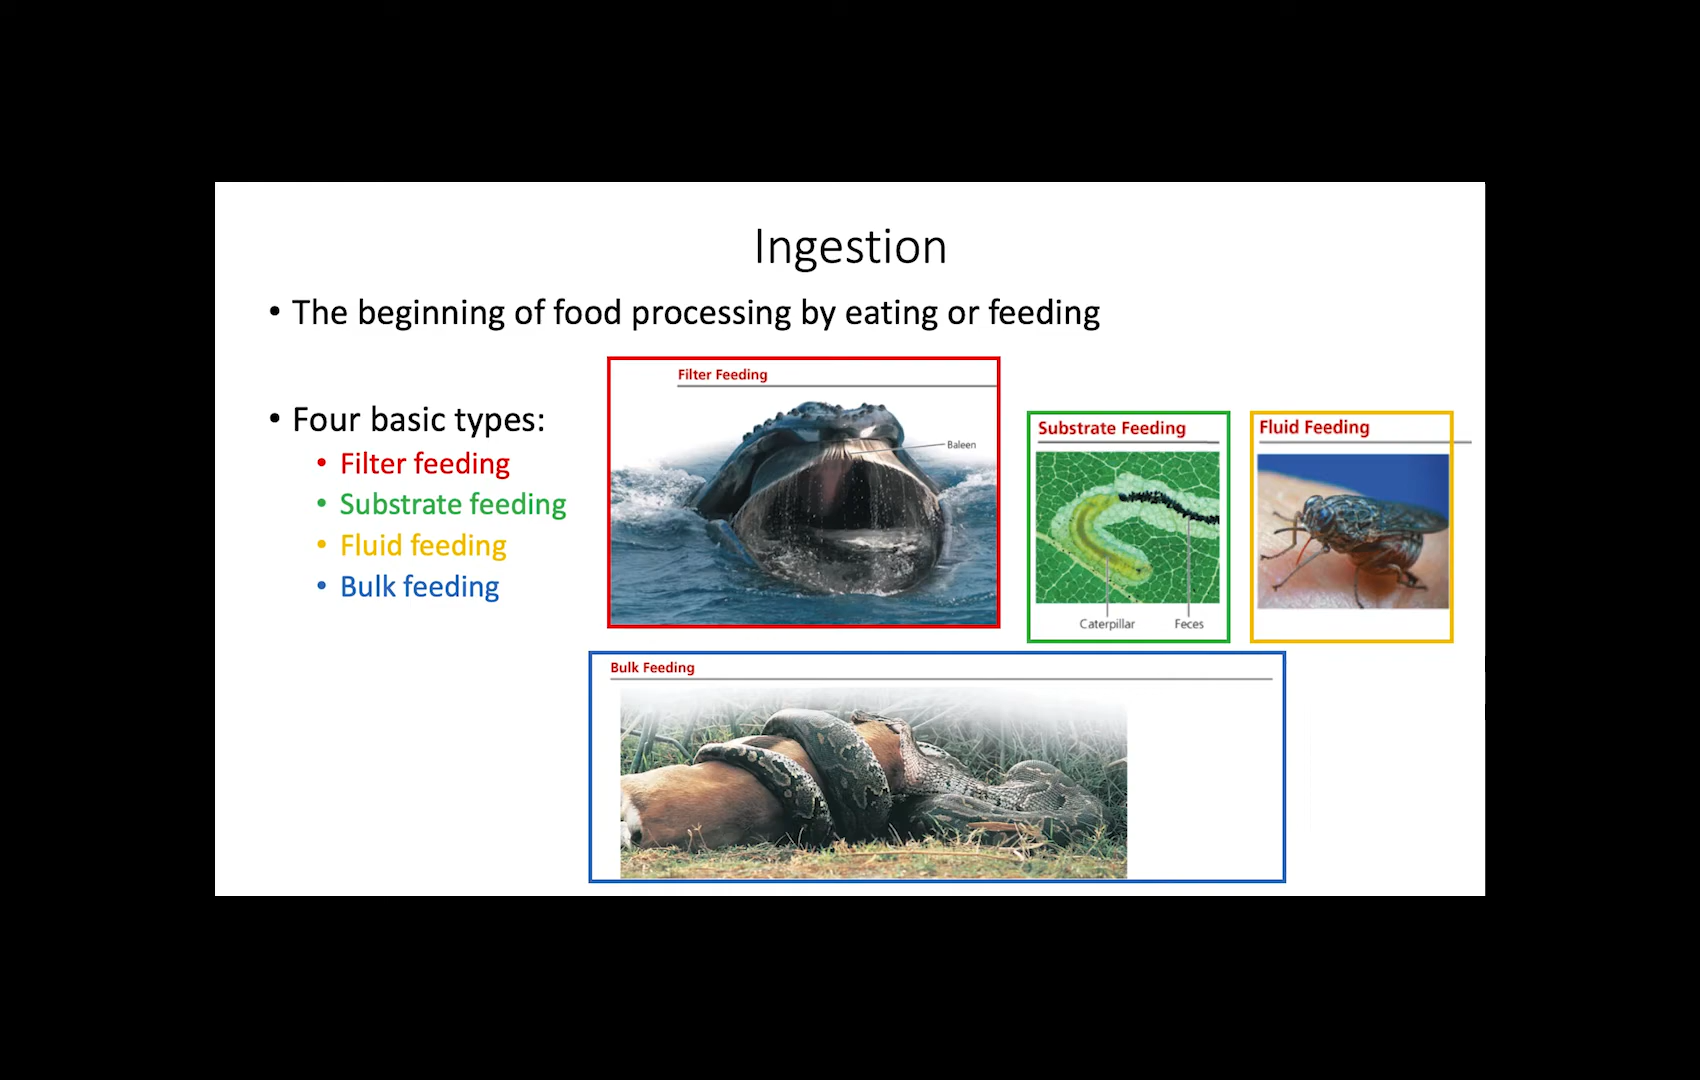 Ingestion
• The beginning of food processing by eating or feeding
• Four basic types:
• Filter feeding
• Substrate feeding
• Fluid feeding
• Bulk feeding
Filter Feeding
Baleen
Substrate Feeding
Caterpillar Feces
Fluid Feeding
Bulk Feeding